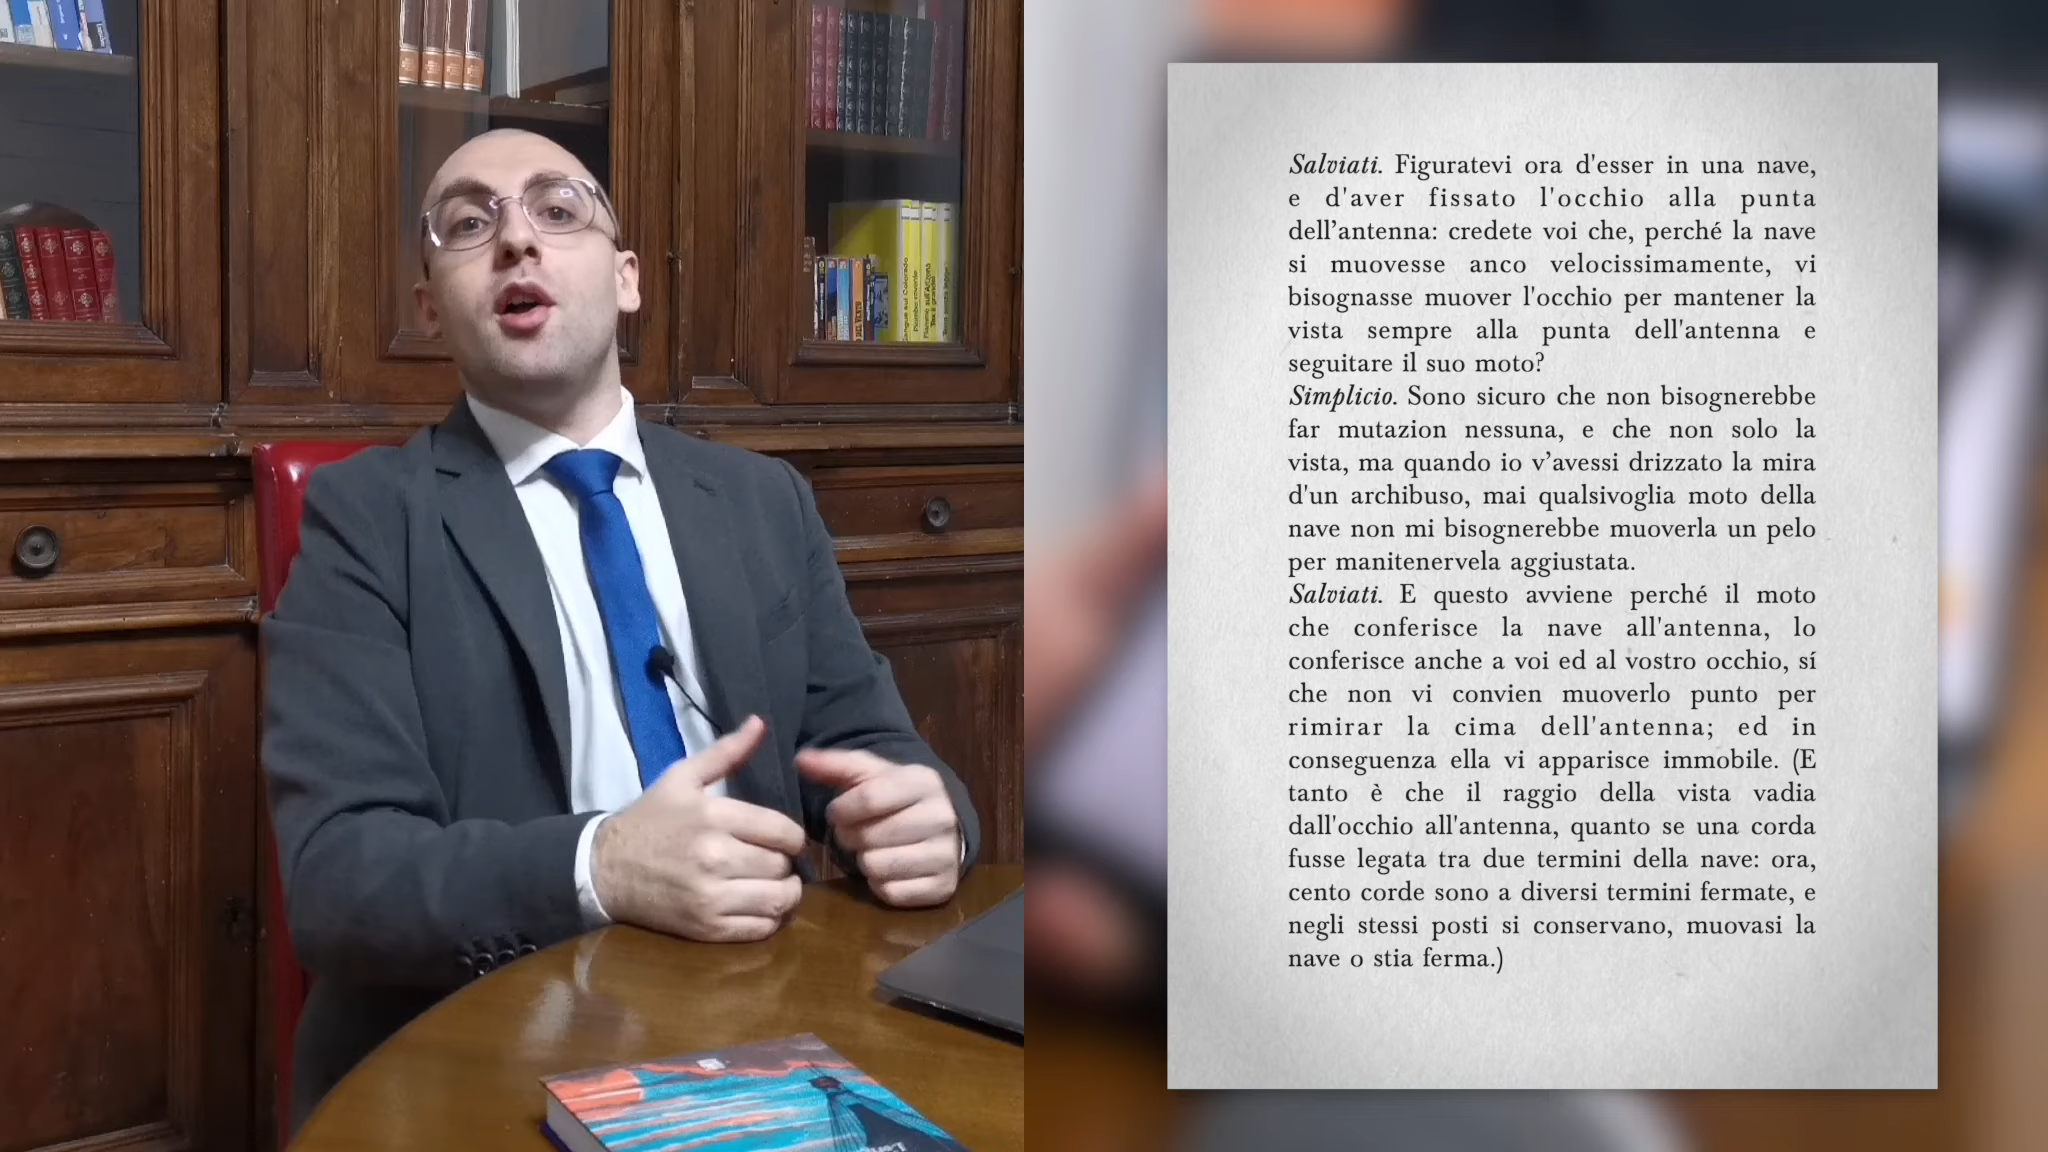 Salviati. Figuratevi ora d'esser in una nave,
e d'aver fissato l'occhio alla punta
dell’antenna: credete voi che, perché la nave
si muovesse anco velocissimamente, vi
bisognasse muover l'occhio per mantener la
vista sempre alla punta dell'antenna e
seguitare il suo moto?
Simplicio. Sono sicuro che non bisognerebbe
far mutazion nessuna, e che non solo la
vista, ma quando io v’avessi drizzato la mira
d'un archibuso, mai qualsivoglia moto della
nave non mi bisognerebbe muoverla un pelo
per manitenervela aggiustata.
Salviati. E questo avviene perché il moto
che conferisce la nave all'antenna, lo
conferisce anche a voi ed al vostro occhio, sí
che non vi convien muoverlo punto per
rimirar la cima dell'antenna; ed in
conseguenza ella vi apparisce immobile. (E
tanto è che il raggio della vista vadia
dall'occhio all'antenna, quanto se una corda
fusse legata tra due termini della nave: ora,
cento corde sono a diversi termini fermate, e
negli stessi posti si conservano, muovasi la
nave o stia ferma.)